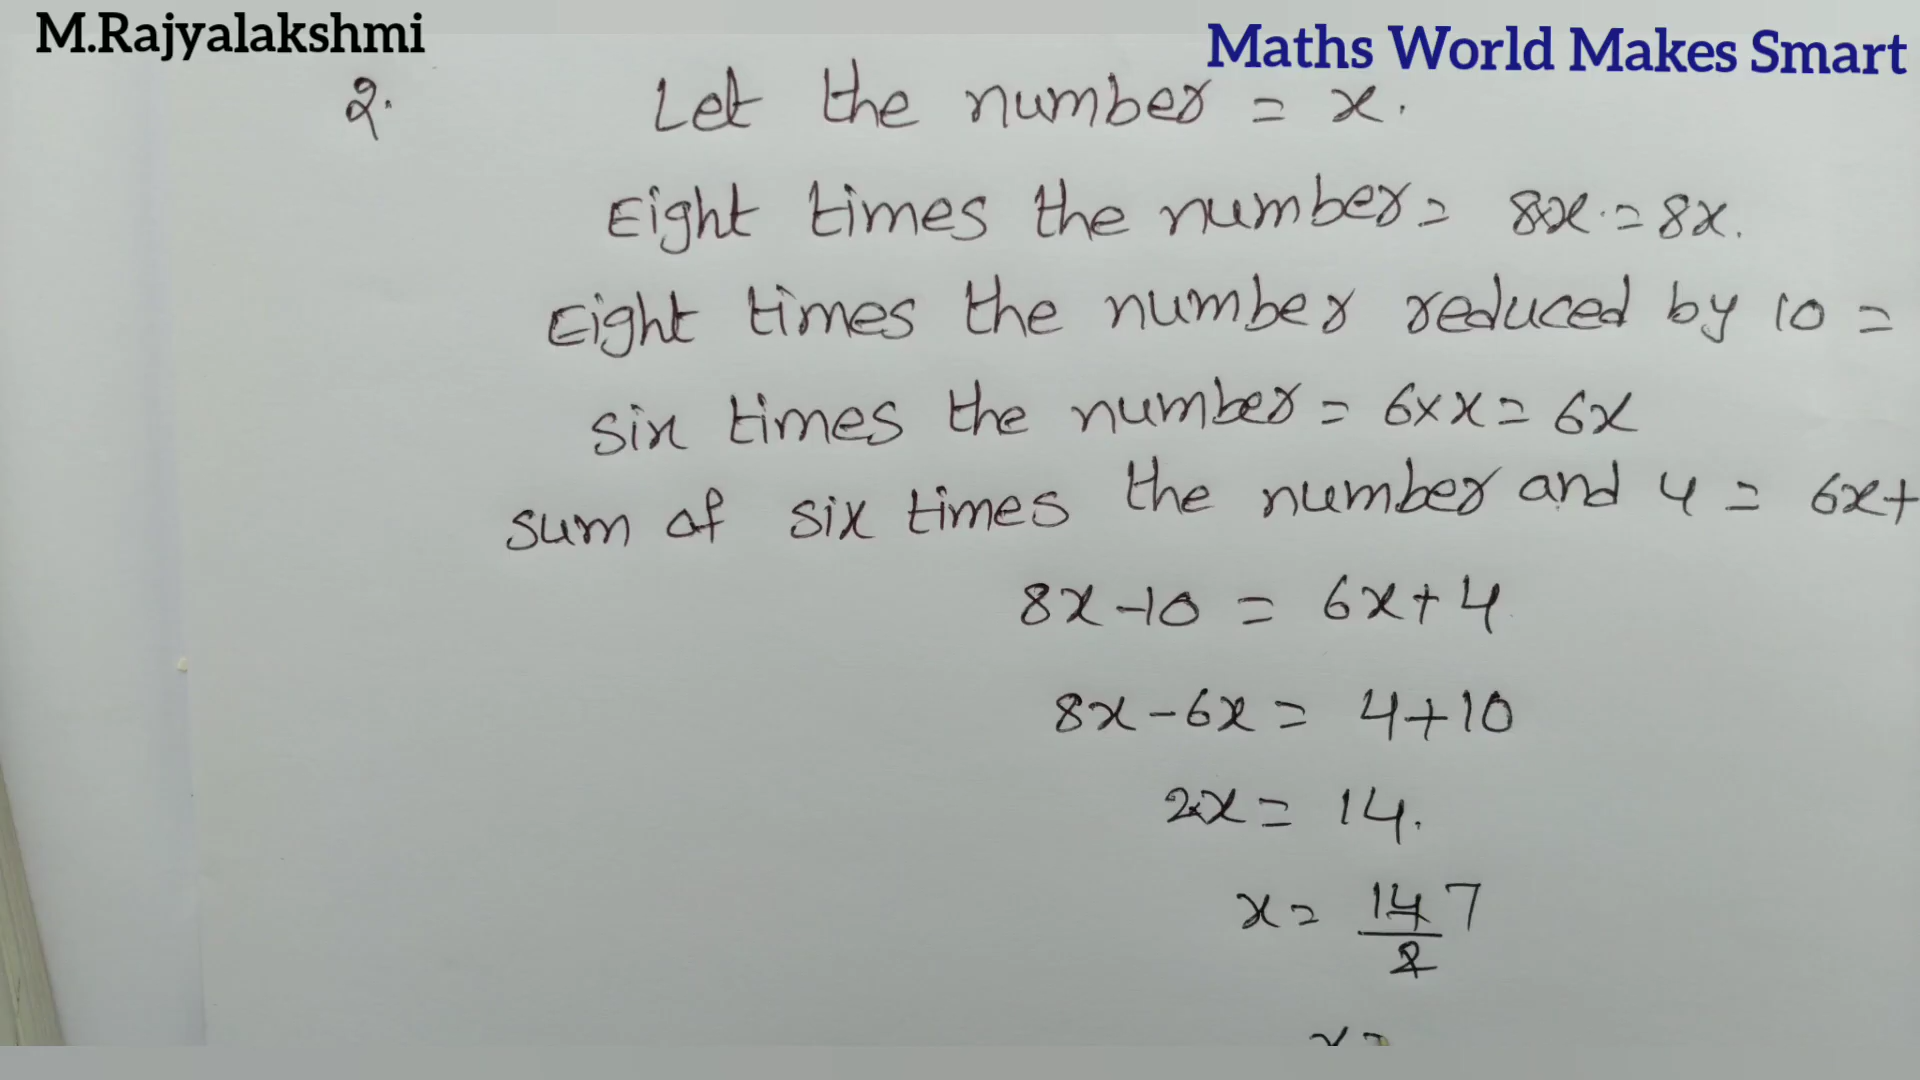 M.Rajyalakshmi
Maths World Makes Smart
2. Let the number = x.
Eight times the number = 8×x = 8x.
Eight times the number reduced by 10 =
six times the number = 6×x = 6x
sum of six times the number and 4 = 6x+
8x-10 = 6x+4
8x-6x = 4+10
2x = 14.
x = 14/2 7
x =